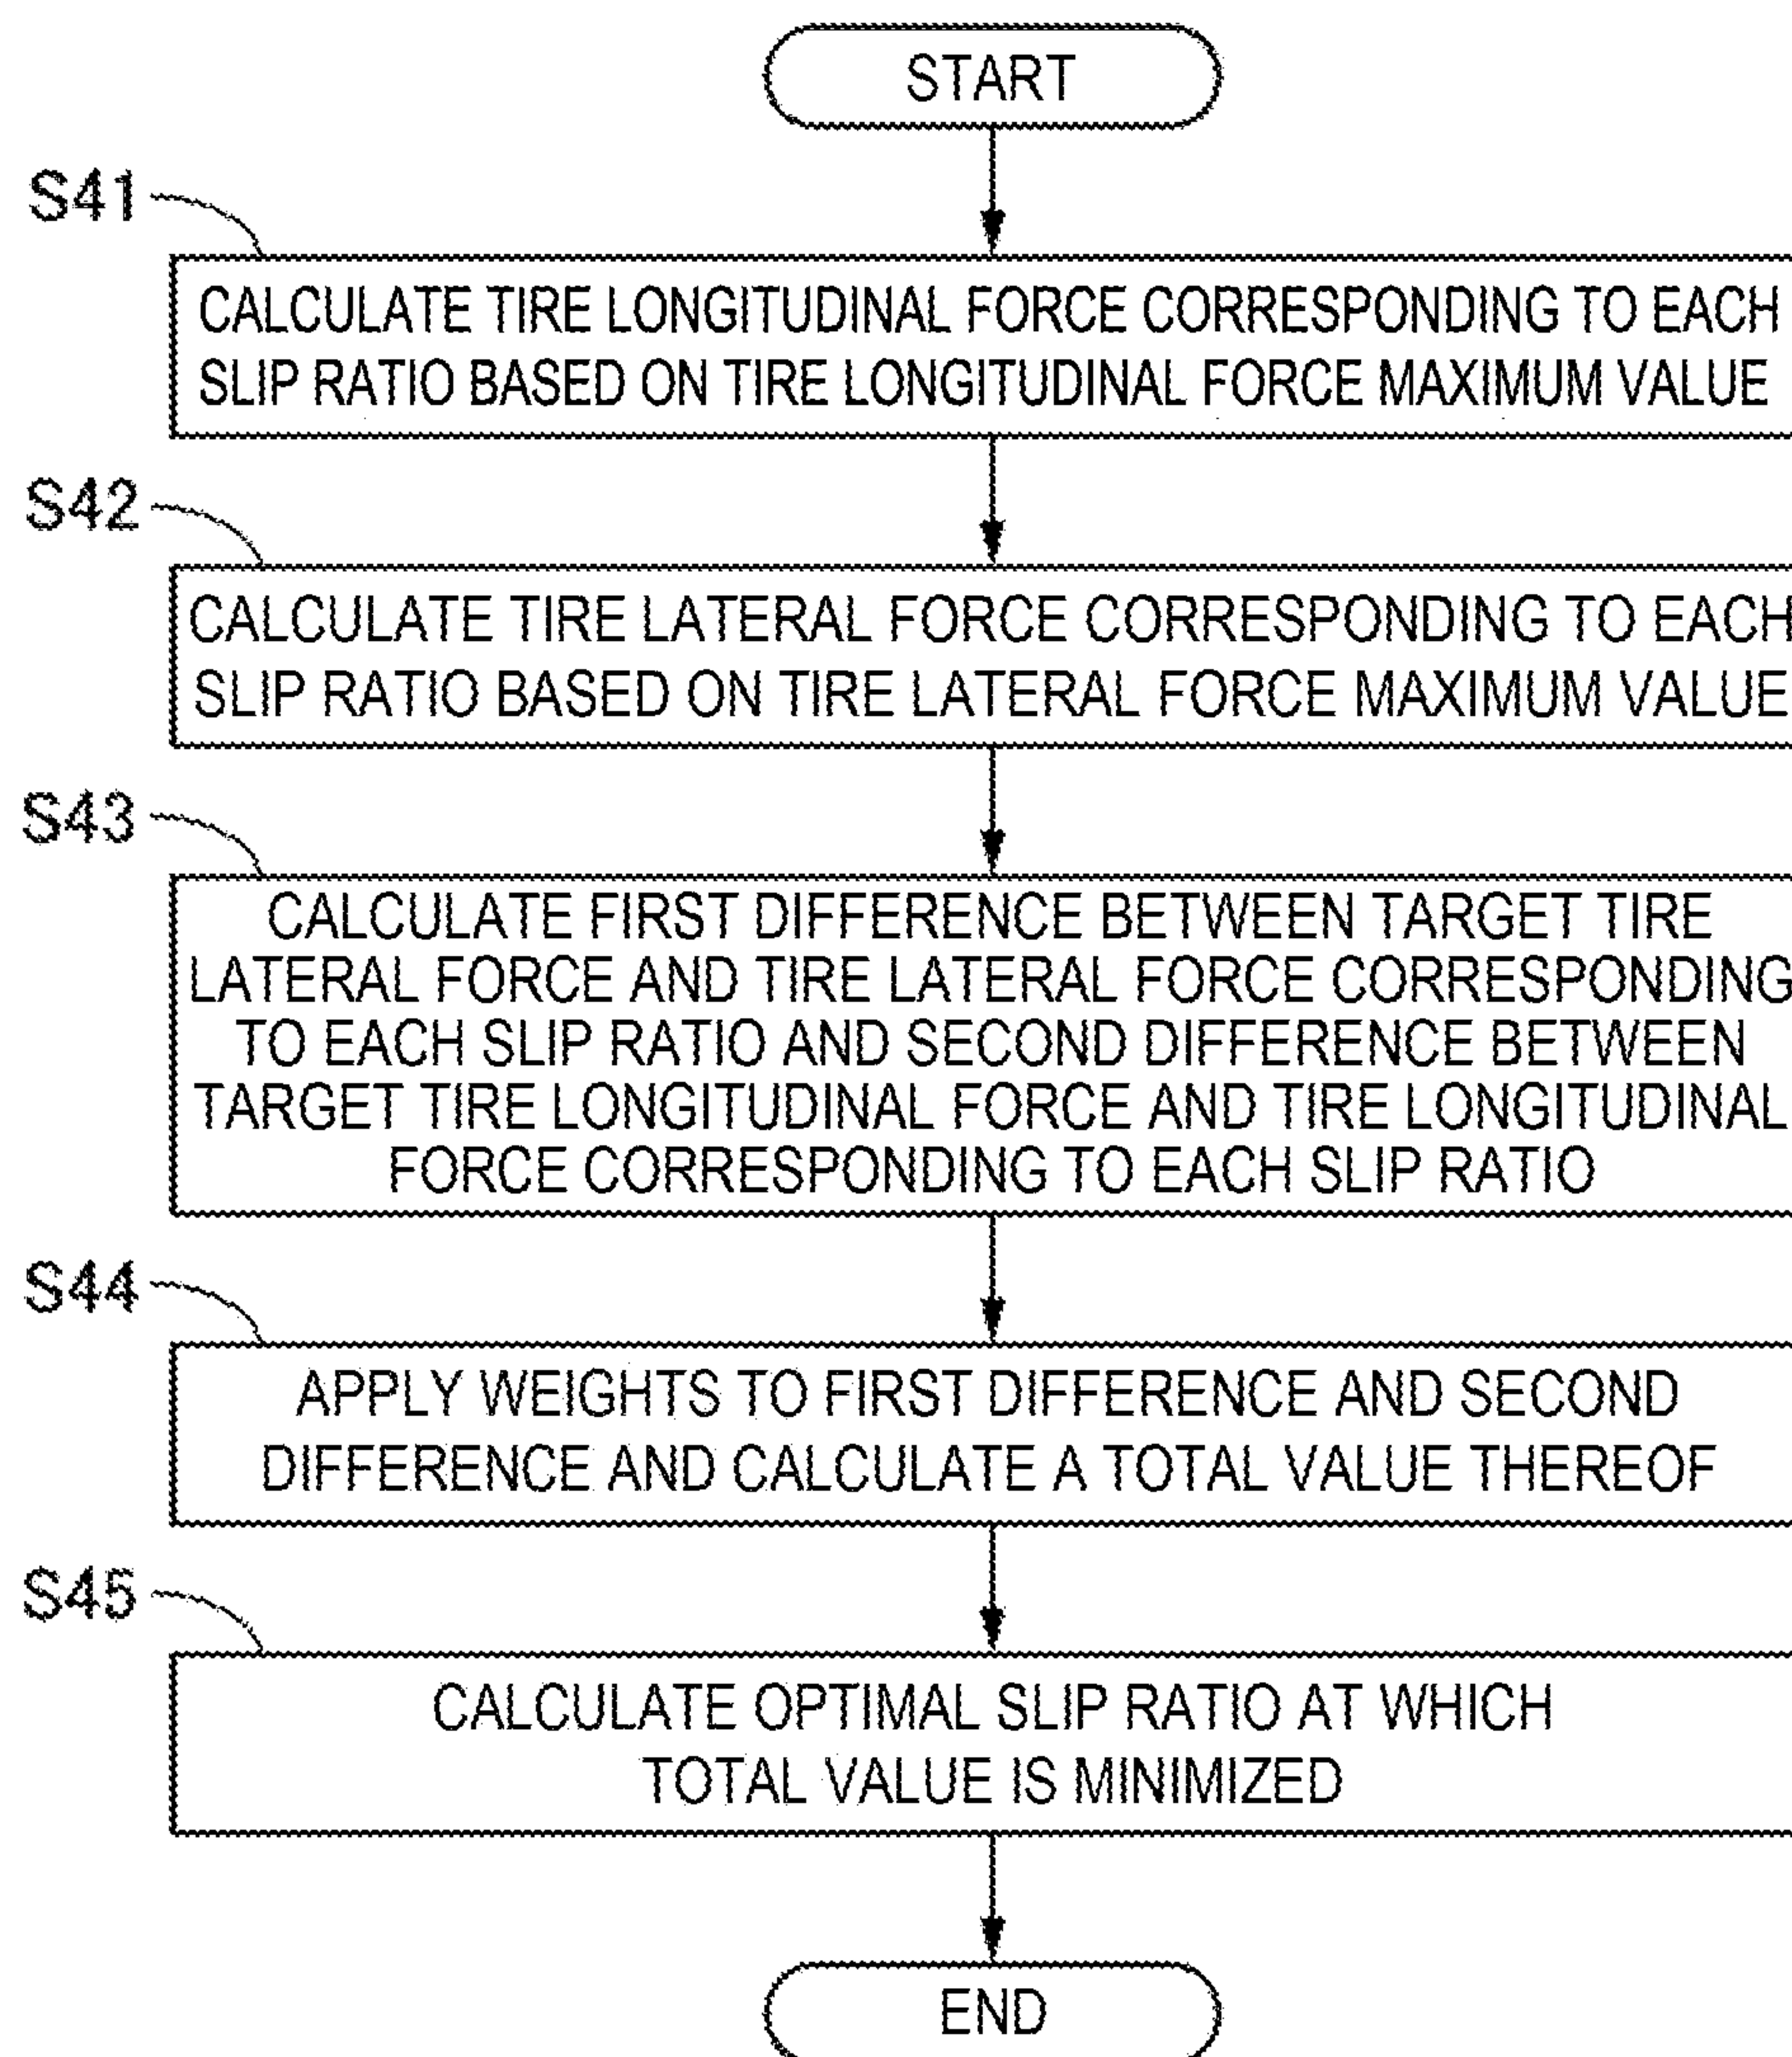 START
S41
CALCULATE TIRE LONGITUDINAL FORCE CORRESPONDING TO EACH
SLIP RATIO BASED ON TIRE LONGITUDINAL FORCE MAXIMUM VALUE
S42
CALCULATE TIRE LATERAL FORCE CORRESPONDING TO EACH
SLIP RATIO BASED ON TIRE LATERAL FORCE MAXIMUM VALUE
S43
CALCULATE FIRST DIFFERENCE BETWEEN TARGET TIRE
LATERAL FORCE AND TIRE LATERAL FORCE CORRESPONDING
TO EACH SLIP RATIO AND SECOND DIFFERENCE BETWEEN
TARGET TIRE LONGITUDINAL FORCE AND TIRE LONGITUDINAL
FORCE CORRESPONDING TO EACH SLIP RATIO
S44
APPLY WEIGHTS TO FIRST DIFFERENCE AND SECOND
DIFFERENCE AND CALCULATE A TOTAL VALUE THEREOF
S45
CALCULATE OPTIMAL SLIP RATIO AT WHICH
TOTAL VALUE IS MINIMIZED
END